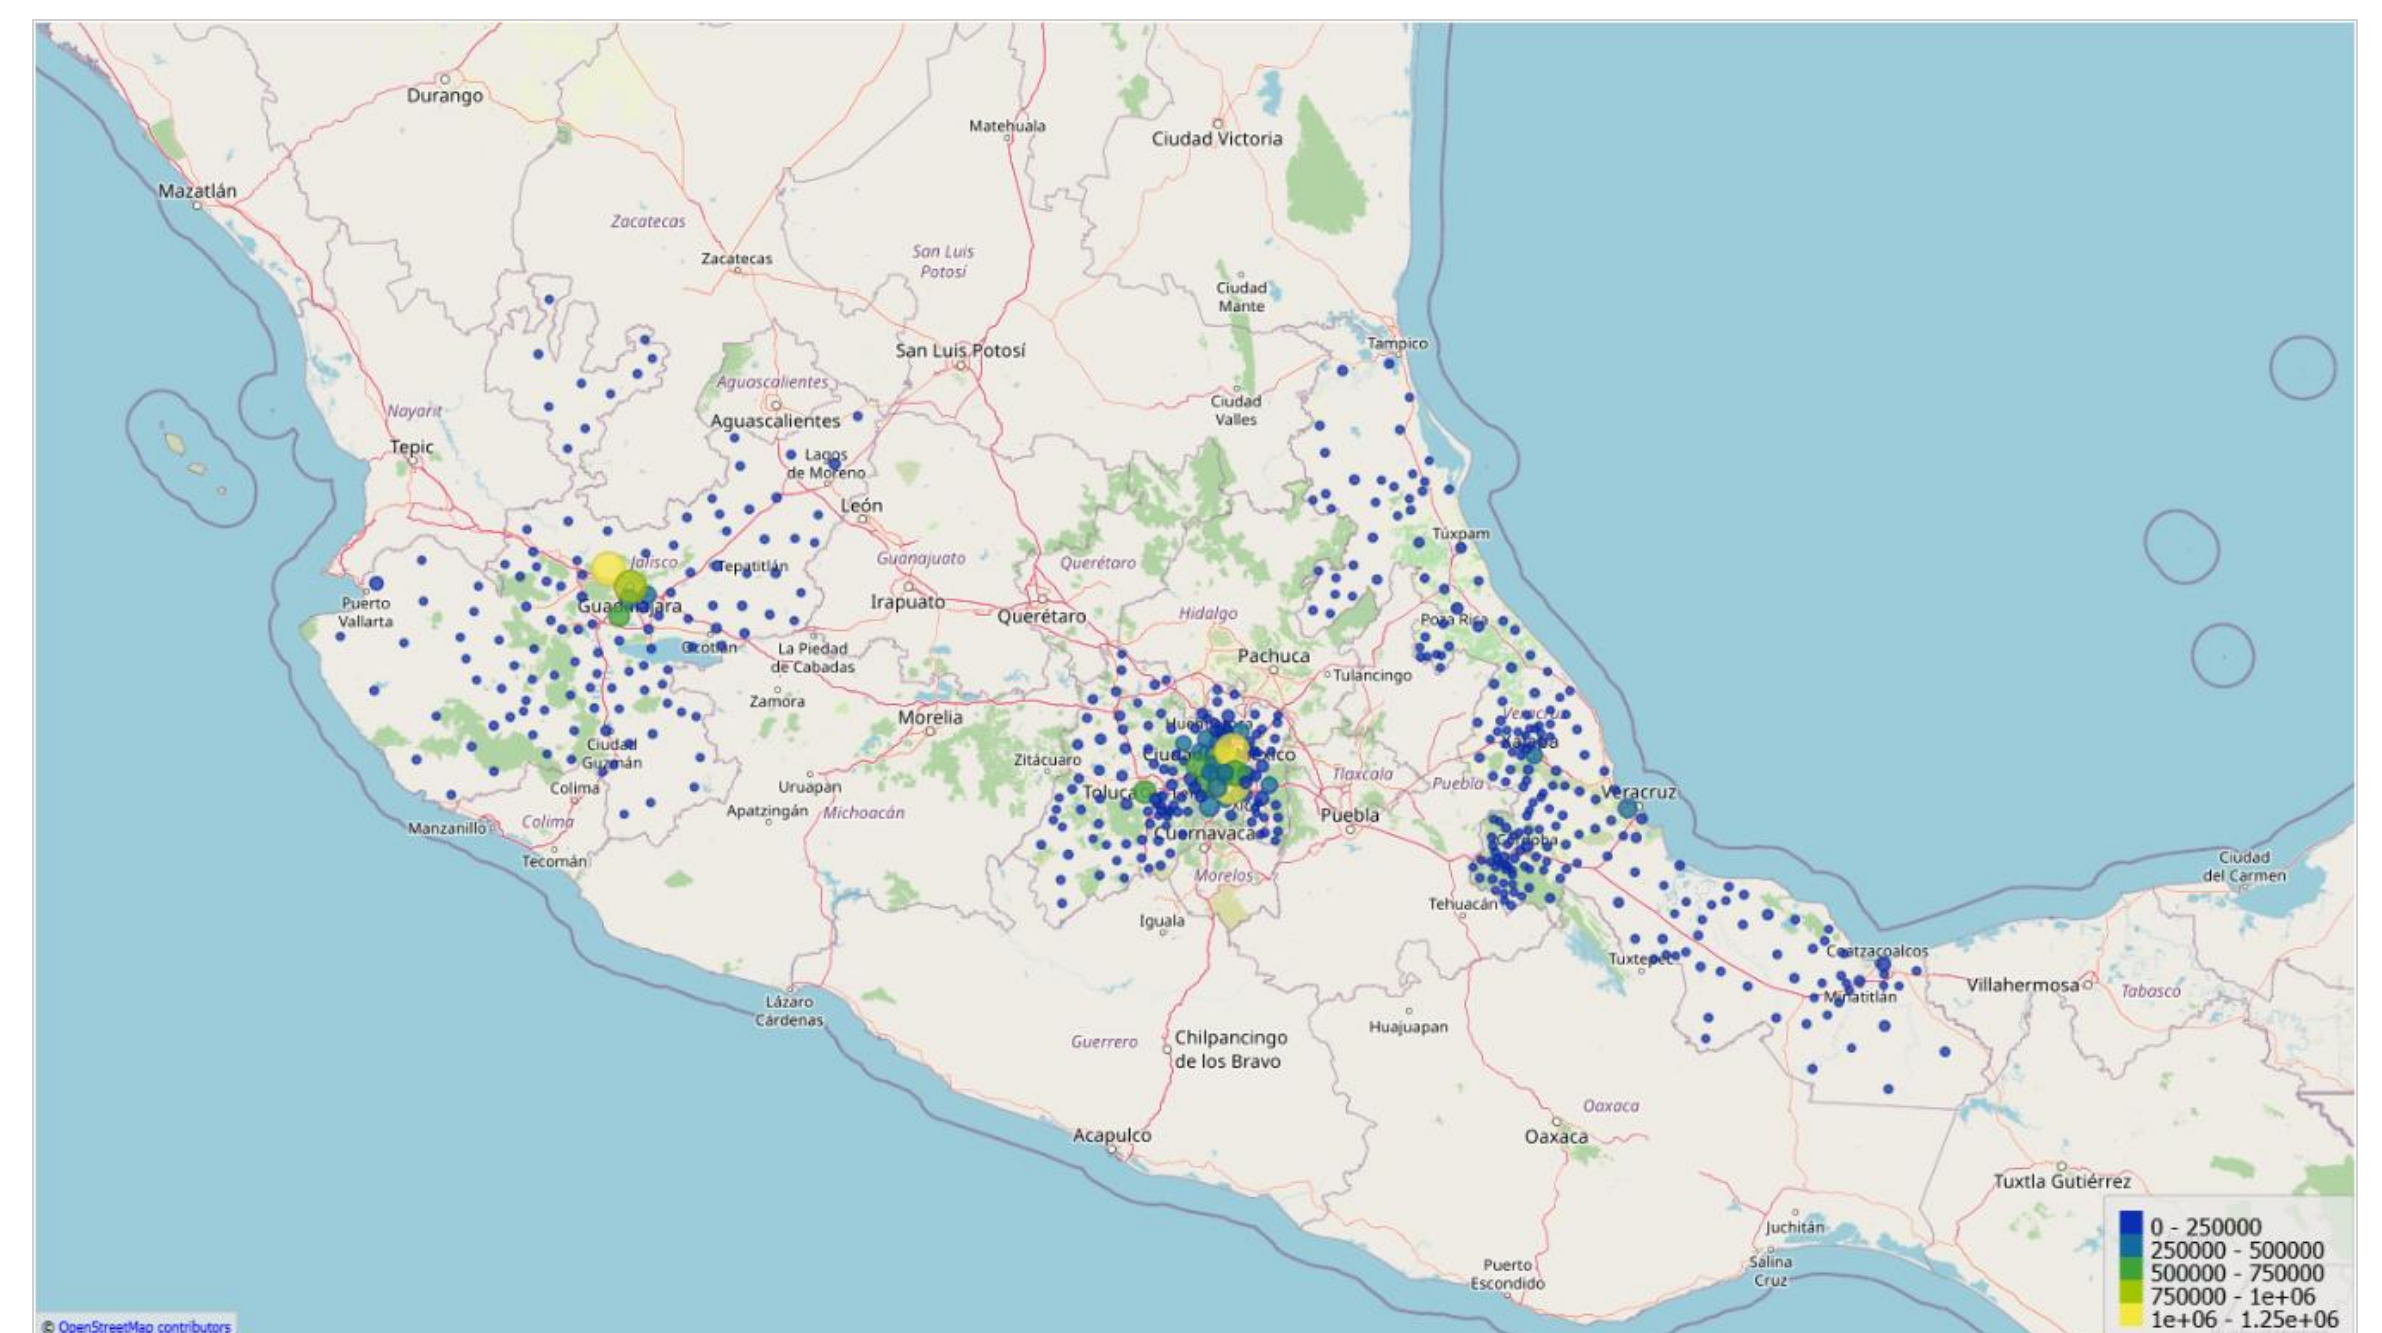 Durango
Matehuala
Ciudad Victoria
Mazatlán
Zacatecas
Zacatecas
San Luis
Potosí
Ciudad
Mante
Tampico
San Luis Potosí
Aguascalientes
Aguascalientes
Ciudad
Valles
Nayarit
Tepic
Lagos
de Moreno
León
Túxpam
Jalisco
Tepatitlán
Guanajuato
Querétaro
Puerto
Vallarta
Guadalajara
Irapuato
Querétaro
Hidalgo
Poza Rica
Ocotlán
La Piedad
de Cabadas
Pachuca
Tulancingo
Zamora
Morelia
Veracruz
Xalapa
Ciudad
Guzmán
Zitácuaro
Colima
Uruapan
Tlaxcala
Puebla
Toluca
Veracruz
Apatzingán
Michoacán
Puebla
Manzanillo
Colima
Cuernavaca
Córdoba
Tecomán
Morelos
Ciudad
del Carmen
Tehuacán
Iguala
Tuxtepec
Coatzacoalcos
Villahermosa
Tabasco
Minatitlán
Lázaro
Cárdenas
Guerrero
Chilpancingo
de los Bravo
Huajuapan
Acapulco
Oaxaca
Oaxaca
Tuxtla Gutiérrez
Juchitán
Salina
Cruz
Puerto
Escondido
0 - 250000
250000 - 500000
500000 - 750000
750000 - 1e+06
1e+06 - 1.25e+06
© OpenStreetMap contributors